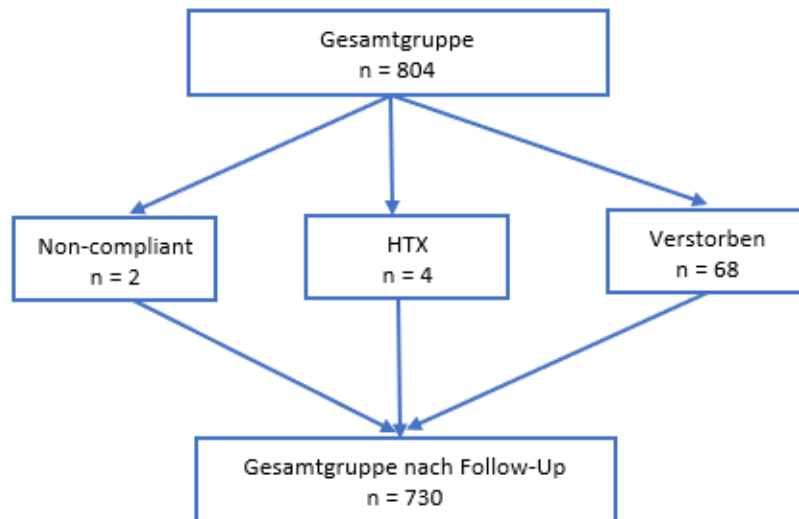 Gesamtgruppe
n = 804
Non-compliant
n = 2
HTX
n = 4
Verstorben
n = 68
Gesamtgruppe nach Follow-Up
n = 730